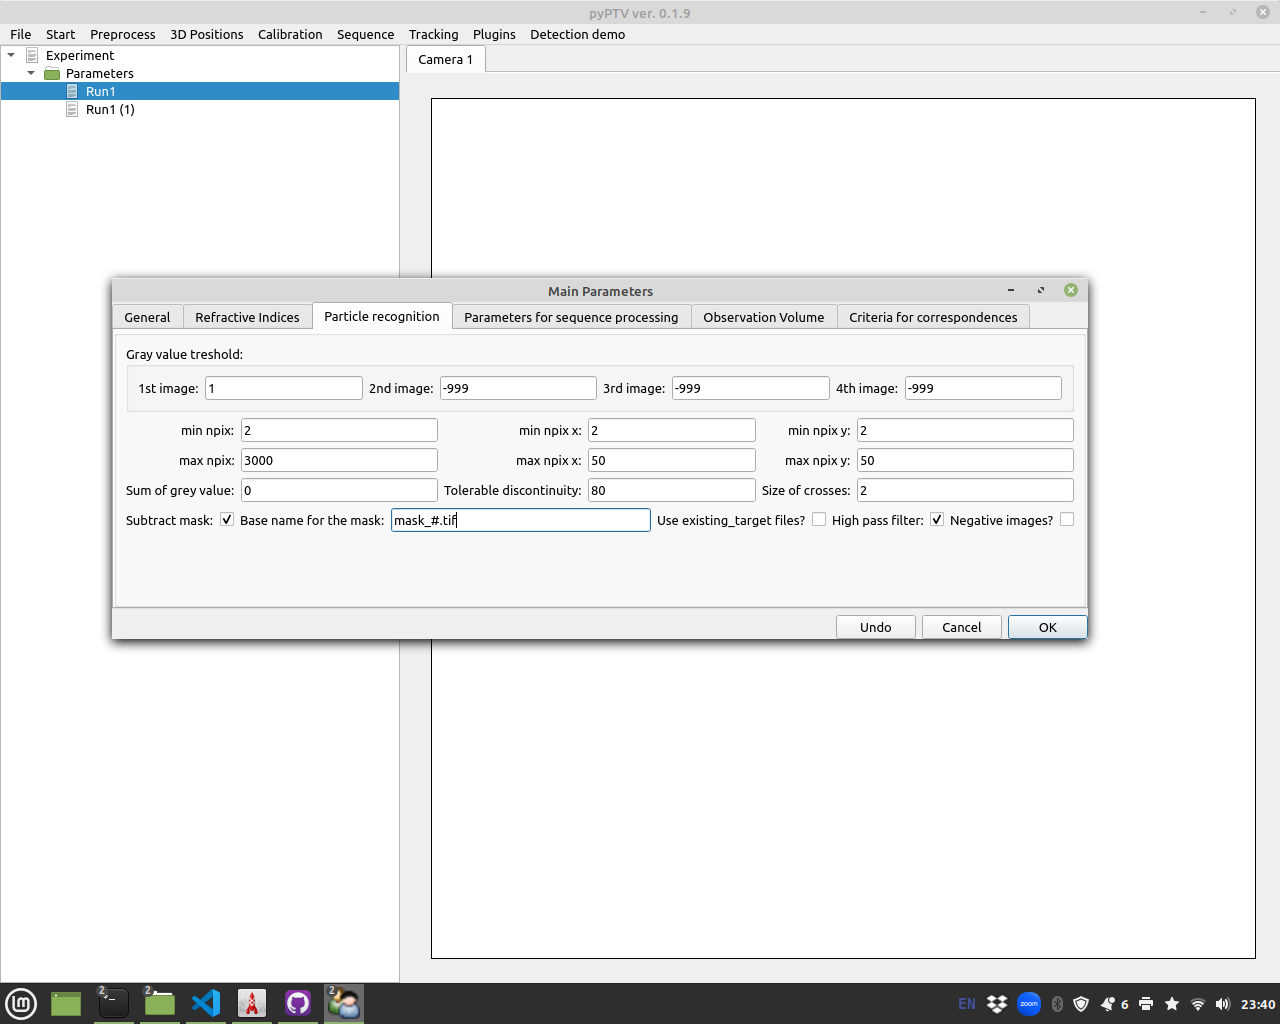 pyPTV ver. 0.1.9
File Start Preprocess 3D Positions Calibration Sequence Tracking Plugins Detection demo
Experiment
Parameters
Run1
Run1 (1)
Camera 1
Main Parameters
General Refractive Indices Particle recognition Parameters for sequence processing Observation Volume Criteria for correspondences
Gray value treshold:
1st image: 1 2nd image: -999 3rd image: -999 4th image: -999
min npix: 2 min npix x: 2 min npix y: 2
max npix: 3000 max npix x: 50 max npix y: 50
Sum of grey value: 0 Tolerable discontinuity: 80 Size of crosses: 2
Subtract mask: Base name for the mask: mask_#.tif Use existing_target files? High pass filter: Negative images?
Undo Cancel OK
2 2 2 EN zoom 6 23:40